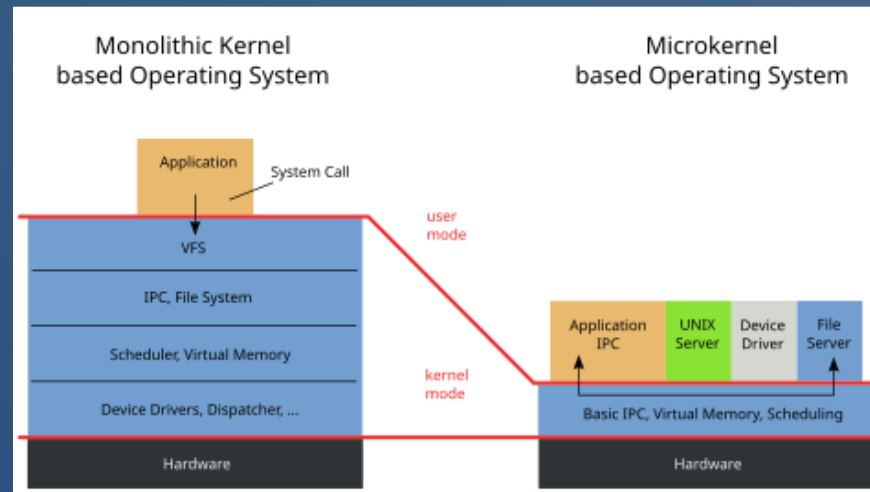 Monolithic Kernel
based Operating System
Microkernel
based Operating System
Application
System Call
user
mode
VFS
IPC, File System
Scheduler, Virtual Memory
kernel
mode
Device Drivers, Dispatcher, ...
Hardware
Application
IPC
UNIX
Server
Device
Driver
File
Server
Basic IPC, Virtual Memory, Scheduling
Hardware